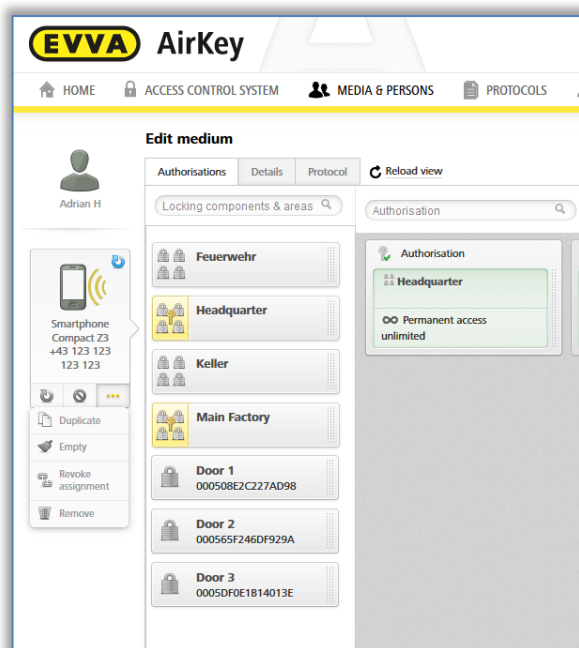 EVVA AirKey
HOME
ACCESS CONTROL SYSTEM
MEDIA & PERSONS
PROTOCOLS
Edit medium
Authorisations
Details
Protocol
Reload view
Adrian H
Locking components & areas
Authorisation
Smartphone
Compact Z3
+43 123 123
123 123
Duplicate
Empty
Revoke
assignment
Remove
Feuerwehr
Headquarter
Keller
Main Factory
Door 1
000508E2C227AD98
Door 2
000565F246DF929A
Door 3
0005DF0E1B14013E
Authorisation
Headquarter
Permanent access
unlimited